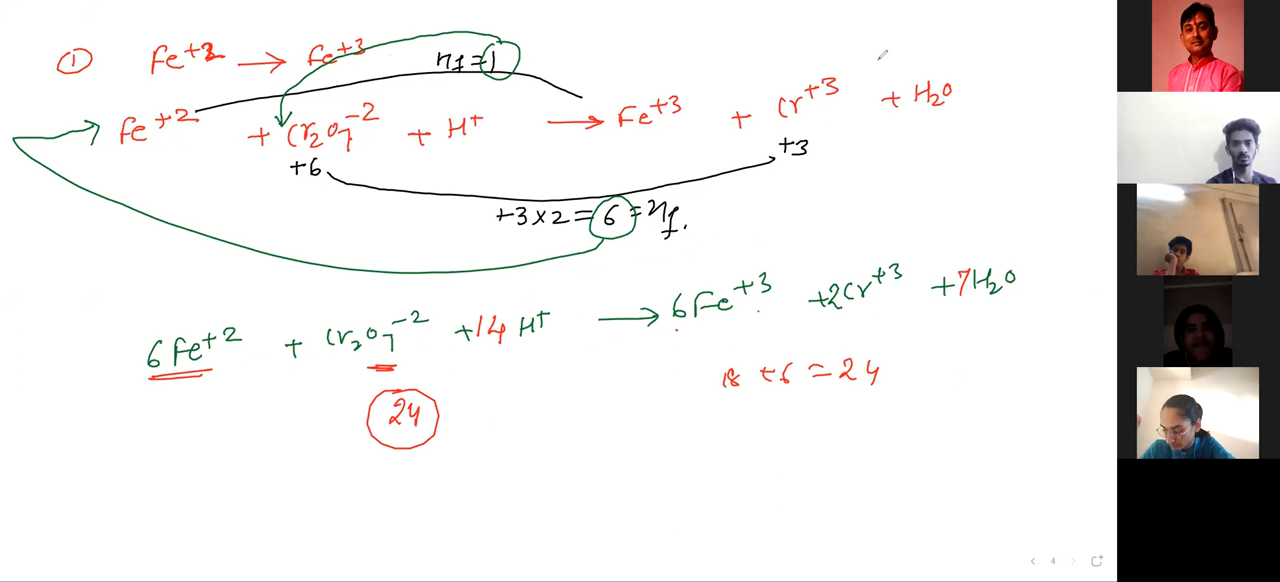 ① Fe+2 → Fe+3
nf = 1
Fe+2 + Cr2O7-2 + H+ → Fe+3 + Cr+3 + H2O
+6 +3
+3 × 2 = 6 = nf.
6Fe+2 + Cr2O7-2 + 14H+ → 6Fe+3 + 2Cr+3 + 7H2O
18 + 6 = 24
24
4